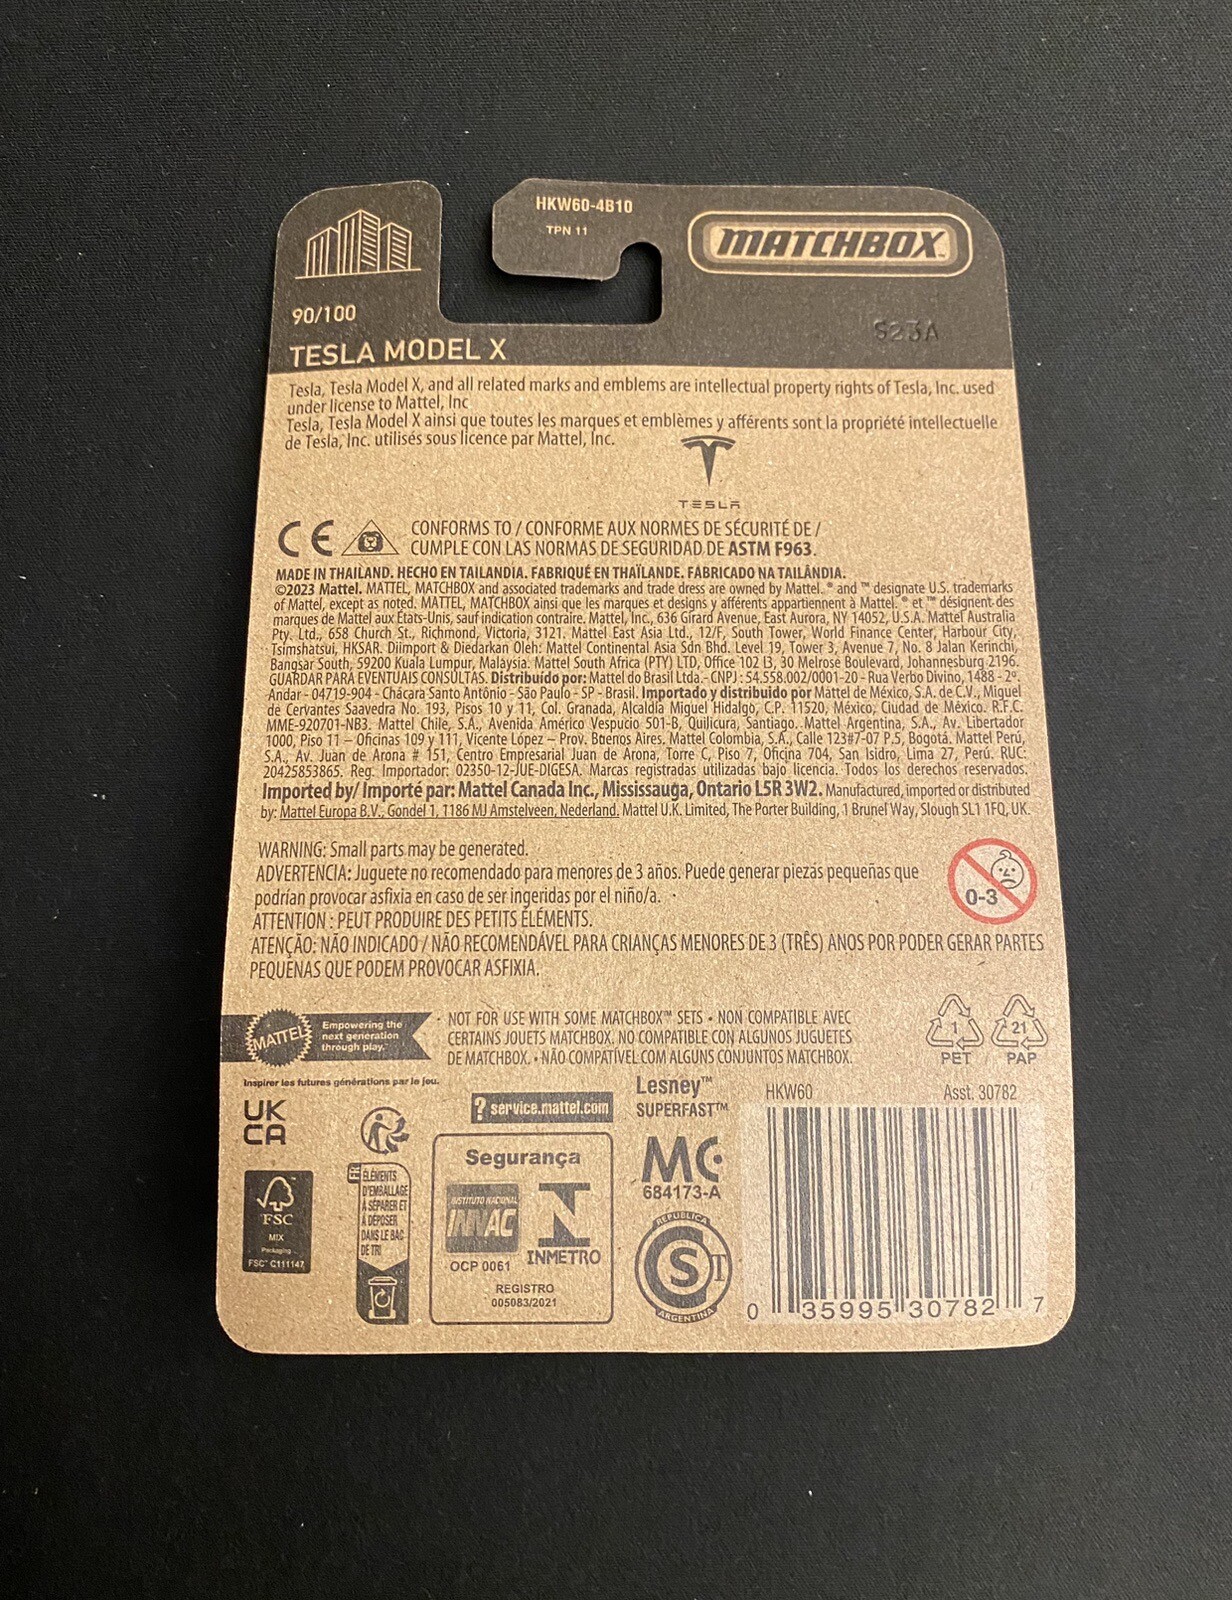 HKW60-4B10
TPN 11
MATCHBOX
90/100
S23A
TESLA MODEL X
Tesla, Tesla Model X, and all related marks and emblems are intellectual property rights of Tesla, Inc. used
under license to Mattel, Inc
Tesla, Tesla Model X ainsi que toutes les marques et emblèmes y afférents sont la propriété intellectuelle
de Tesla, Inc. utilisés sous licence par Mattel, Inc.
TESLA
CE
CONFORMS TO / CONFORME AUX NORMES DE SÉCURITÉ DE /
CUMPLE CON LAS NORMAS DE SEGURIDAD DE ASTM F963.
MADE IN THAILAND. HECHO EN TAILANDIA. FABRIQUÉ EN THAÏLANDE. FABRICADO NA TAILÂNDIA.
©2023 Mattel. MATTEL, MATCHBOX and associated trademarks and trade dress are owned by Mattel. ® and ™ designate U.S. trademarks
of Mattel, except as noted. MATTEL, MATCHBOX ainsi que les marques et designs y afférents appartiennent à Mattel. ® et ™ désignent des
marques de Mattel aux États-Unis, sauf indication contraire. Mattel, Inc., 636 Girard Avenue, East Aurora, NY 14052, U.S.A. Mattel Australia
Pty. Ltd., 658 Church St., Richmond, Victoria, 3121. Mattel East Asia Ltd., 12/F, South Tower, World Finance Center, Harbour City,
Tsimshatsui, HKSAR. Diimport & Diedarkan Oleh: Mattel Continental Asia Sdn Bhd. Level 19, Tower 3, Avenue 7, No. 8 Jalan Kerinchi,
Bangsar South, 59200 Kuala Lumpur, Malaysia. Mattel South Africa (PTY) LTD, Office 102 I3, 30 Melrose Boulevard, Johannesburg 2196.
GUARDAR PARA EVENTUAIS CONSULTAS. Distribuído por: Mattel do Brasil Ltda.- CNPJ : 54.558.002/0001-20 - Rua Verbo Divino, 1488 - 2º.
Andar - 04719-904 - Chácara Santo Antônio - São Paulo - SP - Brasil. Importado y distribuido por Mattel de México, S.A. de C.V., Miguel
de Cervantes Saavedra No. 193, Pisos 10 y 11, Col. Granada, Alcaldía Miguel Hidalgo, C.P. 11520, México, Ciudad de México. R.F.C.
MME-920701-NB3. Mattel Chile, S.A., Avenida Américo Vespucio 501-B, Quilicura, Santiago. Mattel Argentina, S.A., Av. Libertador
1000, Piso 11 – Oficinas 109 y 111, Vicente López – Prov. Buenos Aires. Mattel Colombia, S.A., Calle 123#7-07 P.5, Bogotá. Mattel Perú,
S.A., Av. Juan de Arona # 151, Centro Empresarial Juan de Arona, Torre C, Piso 7, Oficina 704, San Isidro, Lima 27, Perú. RUC:
20425853865. Reg. Importador: 02350-12-JUE-DIGESA. Marcas registradas utilizadas bajo licencia. Todos los derechos reservados.
Imported by/ Importé par: Mattel Canada Inc., Mississauga, Ontario L5R 3W2. Manufactured, imported or distributed
by: Mattel Europa B.V., Gondel 1, 1186 MJ Amstelveen, Nederland. Mattel U.K. Limited, The Porter Building, 1 Brunel Way, Slough SL1 1FQ, UK.
WARNING: Small parts may be generated.
ADVERTENCIA: Juguete no recomendado para menores de 3 años. Puede generar piezas pequeñas que
podrían provocar asfixia en caso de ser ingeridas por el niño/a.
ATTENTION : PEUT PRODUIRE DES PETITS ÉLÉMENTS.
ATENÇÃO: NÃO INDICADO / NÃO RECOMENDÁVEL PARA CRIANÇAS MENORES DE 3 (TRÊS) ANOS POR PODER GERAR PARTES
PEQUENAS QUE PODEM PROVOCAR ASFIXIA.
0-3
MATTEL
Empowering the
next generation
through play.™
Inspirer les futures générations par le jeu.
• NOT FOR USE WITH SOME MATCHBOX™ SETS • NON COMPATIBLE AVEC
CERTAINS JOUETS MATCHBOX. NO COMPATIBLE CON ALGUNOS JUGUETES
DE MATCHBOX. • NÃO COMPATÍVEL COM ALGUNS CONJUNTOS MATCHBOX.
1
PET
21
PAP
UK
CA
? service.mattel.com
Lesney™
SUPERFAST™
HKW60
Asst. 30782
FSC
MIX
Packaging
FSC™ C111147
FR
ÉLÉMENTS
D'EMBALLAGE
À SÉPARER ET
À DÉPOSER
DANS LE BAC
DE TRI
Segurança
INSTITUTO NACIONAL
INNAC
OCP 0061
INMETRO
REGISTRO
005083/2021
MC
684173-A
REPUBLICA
ST
ARGENTINA
0 35995 30782 7